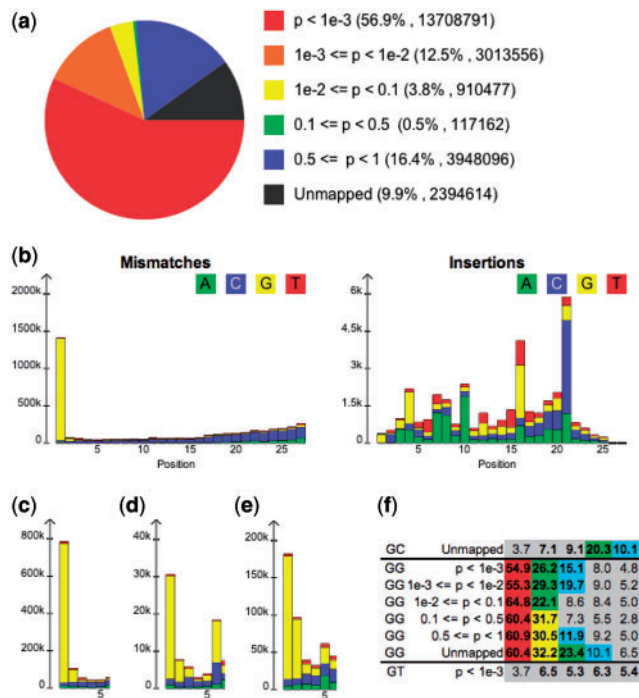 (a)
p < 1e-3 (56.9% , 13708791)
1e-3 <= p < 1e-2 (12.5% , 3013556)
1e-2 <= p < 0.1 (3.8% , 910477)
0.1 <= p < 0.5 (0.5% , 117162)
0.5 <= p < 1 (16.4% , 3948096)
Unmapped (9.9% , 2394614)
(b)
Mismatches
A C G T
2000k
1500k
1000k
500k
0
5 10 15 20 25
Position
Insertions
A C G T
6k
4.5k
3k
1.5k
0
5 10 15 20 25
Position
(c)
800k
600k
400k
200k
0
5
(d)
40k
30k
20k
10k
0
5
(e)
200k
150k
100k
50k
0
5
(f)
GC Unmapped 3.7 7.1 9.1 20.3 10.1
GG p < 1e-3 54.9 26.2 15.1 8.0 4.8
GG 1e-3 <= p < 1e-2 55.3 29.3 19.7 9.0 5.2
GG 1e-2 <= p < 0.1 64.8 22.1 8.6 8.4 5.0
GG 0.1 <= p < 0.5 60.4 31.7 7.3 5.5 2.8
GG 0.5 <= p < 1 60.9 30.5 11.9 9.2 5.0
GG Unmapped 60.4 32.2 23.4 10.1 6.5
GT p < 1e-3 3.7 6.5 5.3 6.3 5.4